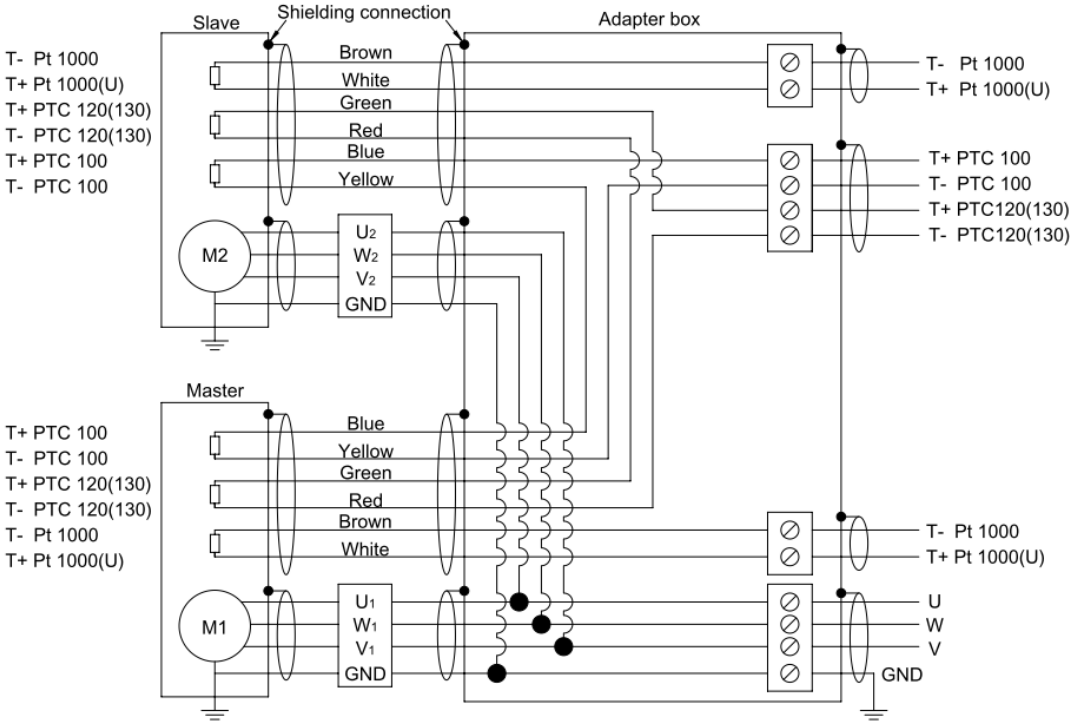 Shielding connection
Slave
Adapter box
T- Pt 1000
T+ Pt 1000(U)
T+ PTC 120(130)
T- PTC 120(130)
T+ PTC 100
T- PTC 100
Brown
White
Green
Red
Blue
Yellow
T- Pt 1000
T+ Pt 1000(U)
T+ PTC 100
T- PTC 100
T+ PTC120(130)
T- PTC120(130)
M2
U2
W2
V2
GND
Master
T+ PTC 100
T- PTC 100
T+ PTC 120(130)
T- PTC 120(130)
T- Pt 1000
T+ Pt 1000(U)
Blue
Yellow
Green
Red
Brown
White
T- Pt 1000
T+ Pt 1000(U)
M1
U1
W1
V1
GND
U
W
V
GND